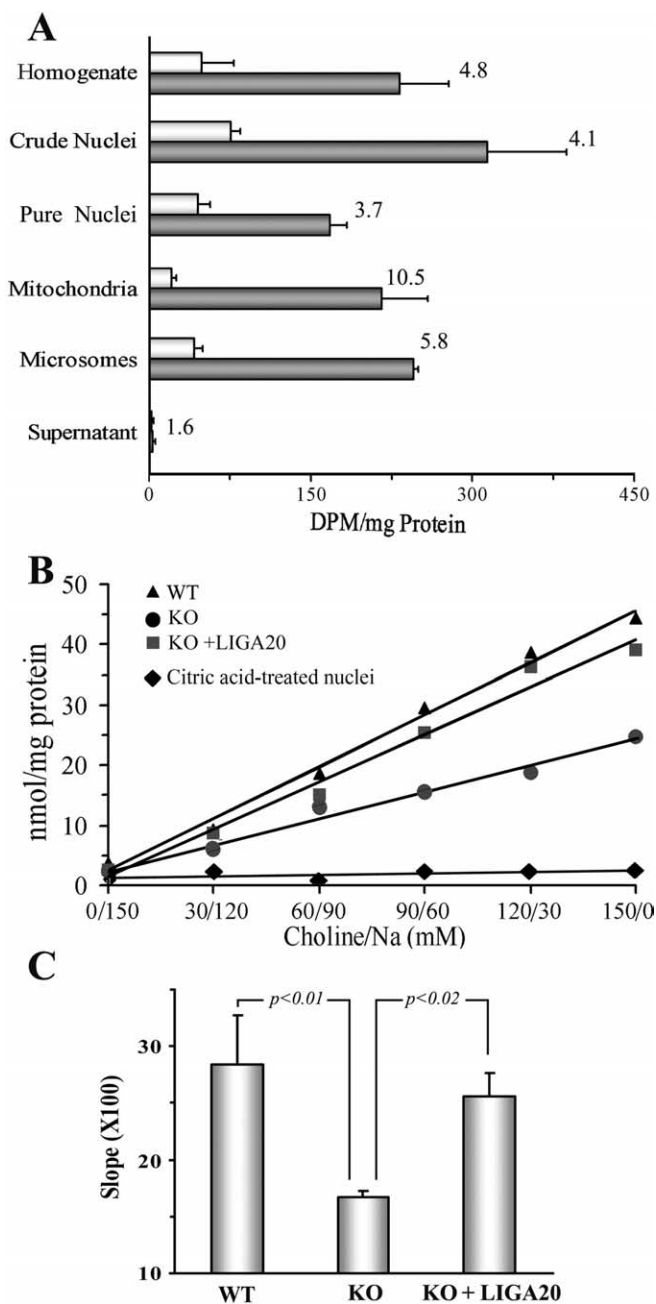 A
Homogenate
4.8
Crude Nuclei
4.1
Pure Nuclei
3.7
Mitochondria
10.5
Microsomes
5.8
Supernatant
1.6
0 150 300 450
DPM/mg Protein
B
50
40
30
20
10
0
nmol/mg protein
WT
KO
KO +LIGA20
Citric acid-treated nuclei
0/150 30/120 60/90 90/60 120/30 150/0
Choline/Na (mM)
C
p<0.01 p<0.02
30
20
10
Slope (X100)
WT KO KO + LIGA20